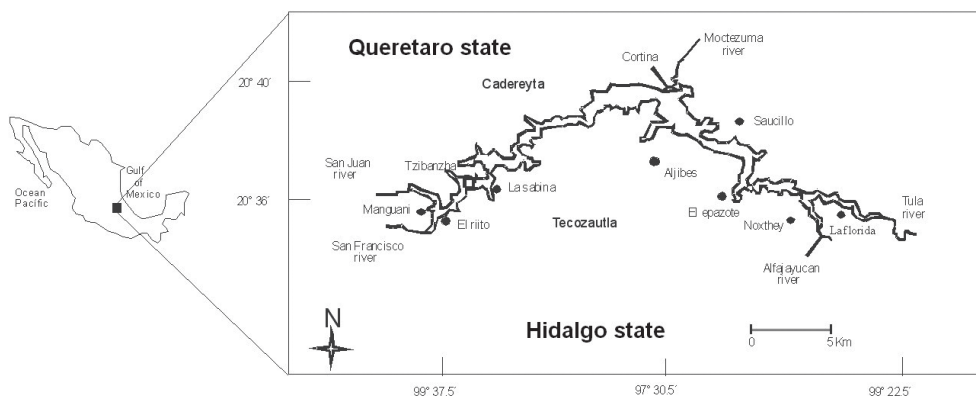 Queretaro state
Moctezuma
river
Cortina
20° 40´
Cadereyta
Saucillo
San Juan
river
Tzibanzha
Gulf
of
Mexico
Ocean
Pacific
La sabina
Aljibes
20° 36´
Manguani
El riito
Tecozautla
El epazote
Noxthey
La florida
Tula
river
San Francisco
river
Alfajayucan
river
N
Hidalgo state
0 5 Km
99° 37.5´
97° 30.5´
99° 22.5´